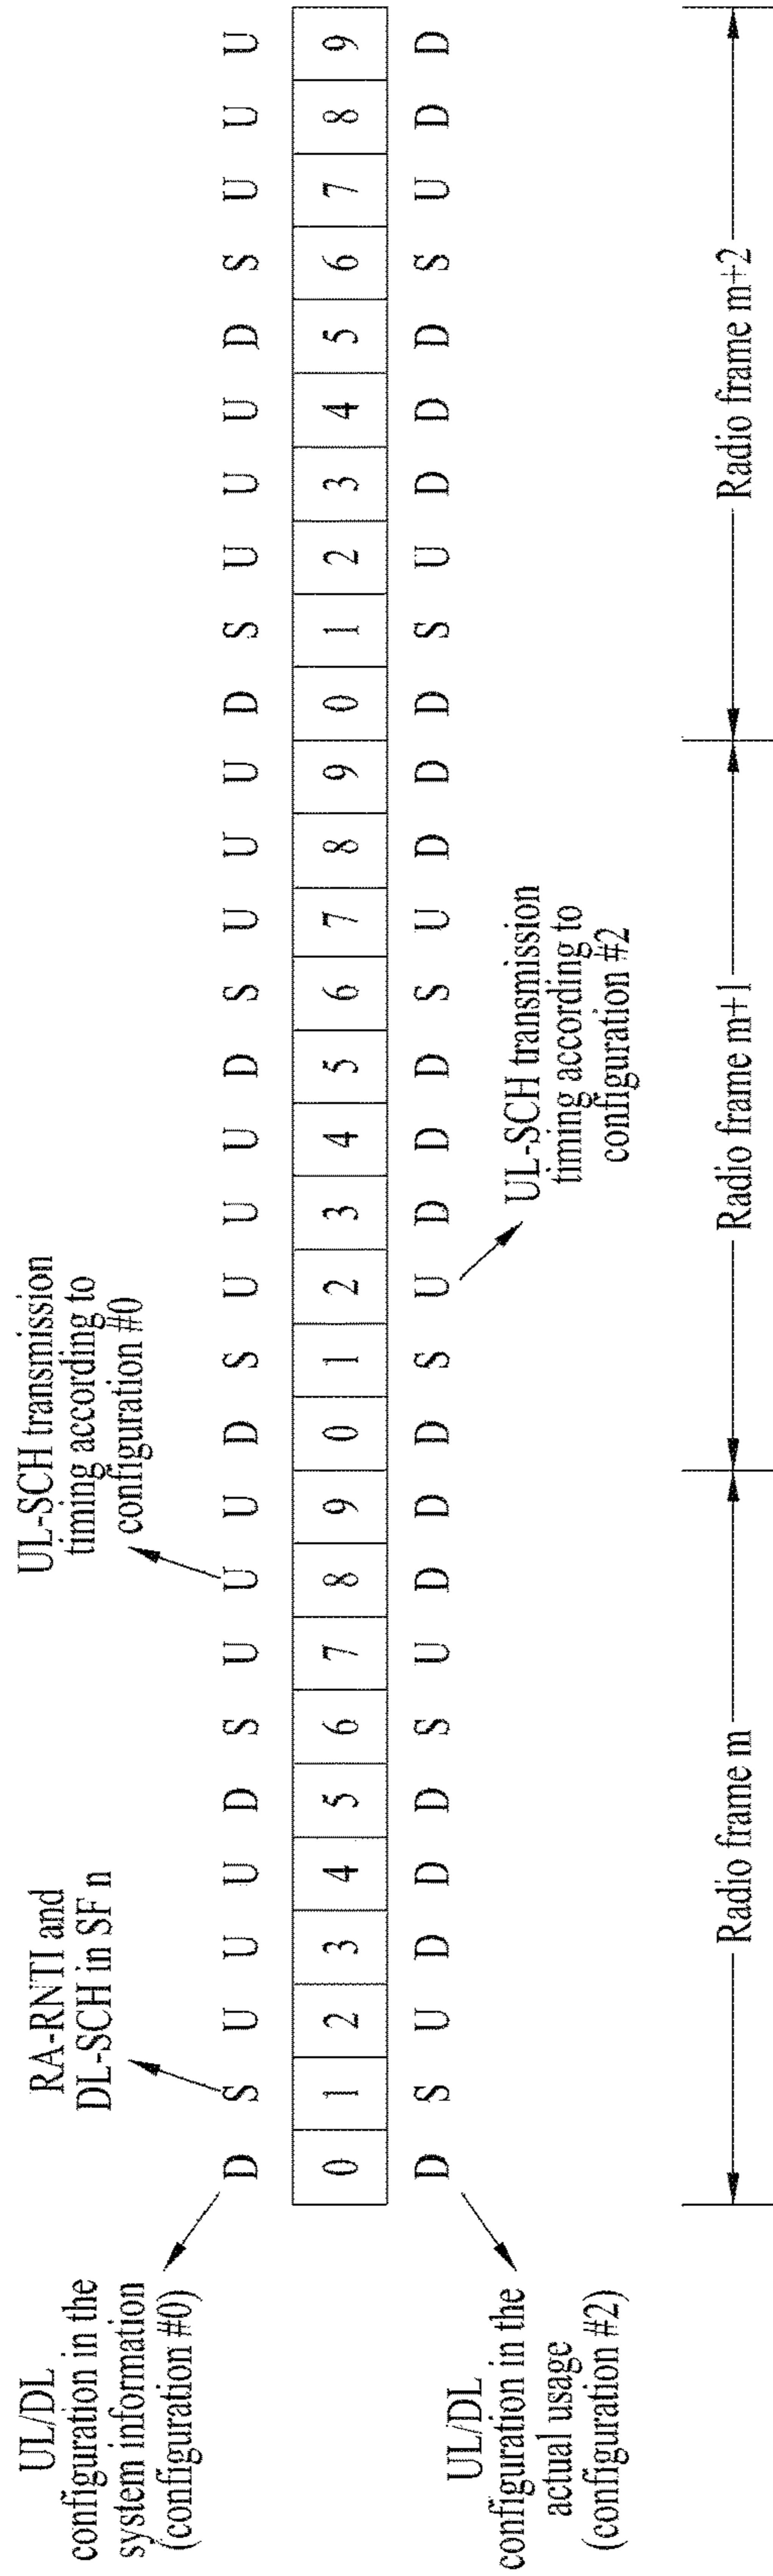 RA-RNTI and
DL-SCH in SF n
UL-SCH transmission
timing according to
configuration #0
UL/DL
configuration in the
system information
(configuration #0)
D S U U U D S U U U D S U U U D S U U U D S U U U D S U U U
0 1 2 3 4 5 6 7 8 9 0 1 2 3 4 5 6 7 8 9 0 1 2 3 4 5 6 7 8 9
D S U D D D S U D D D S U D D D S U D D D S U D D D S U D D
UL/DL
configuration in the
actual usage
(configuration #2)
UL-SCH transmission
timing according to
configuration #2
Radio frame m
Radio frame m+1
Radio frame m+2